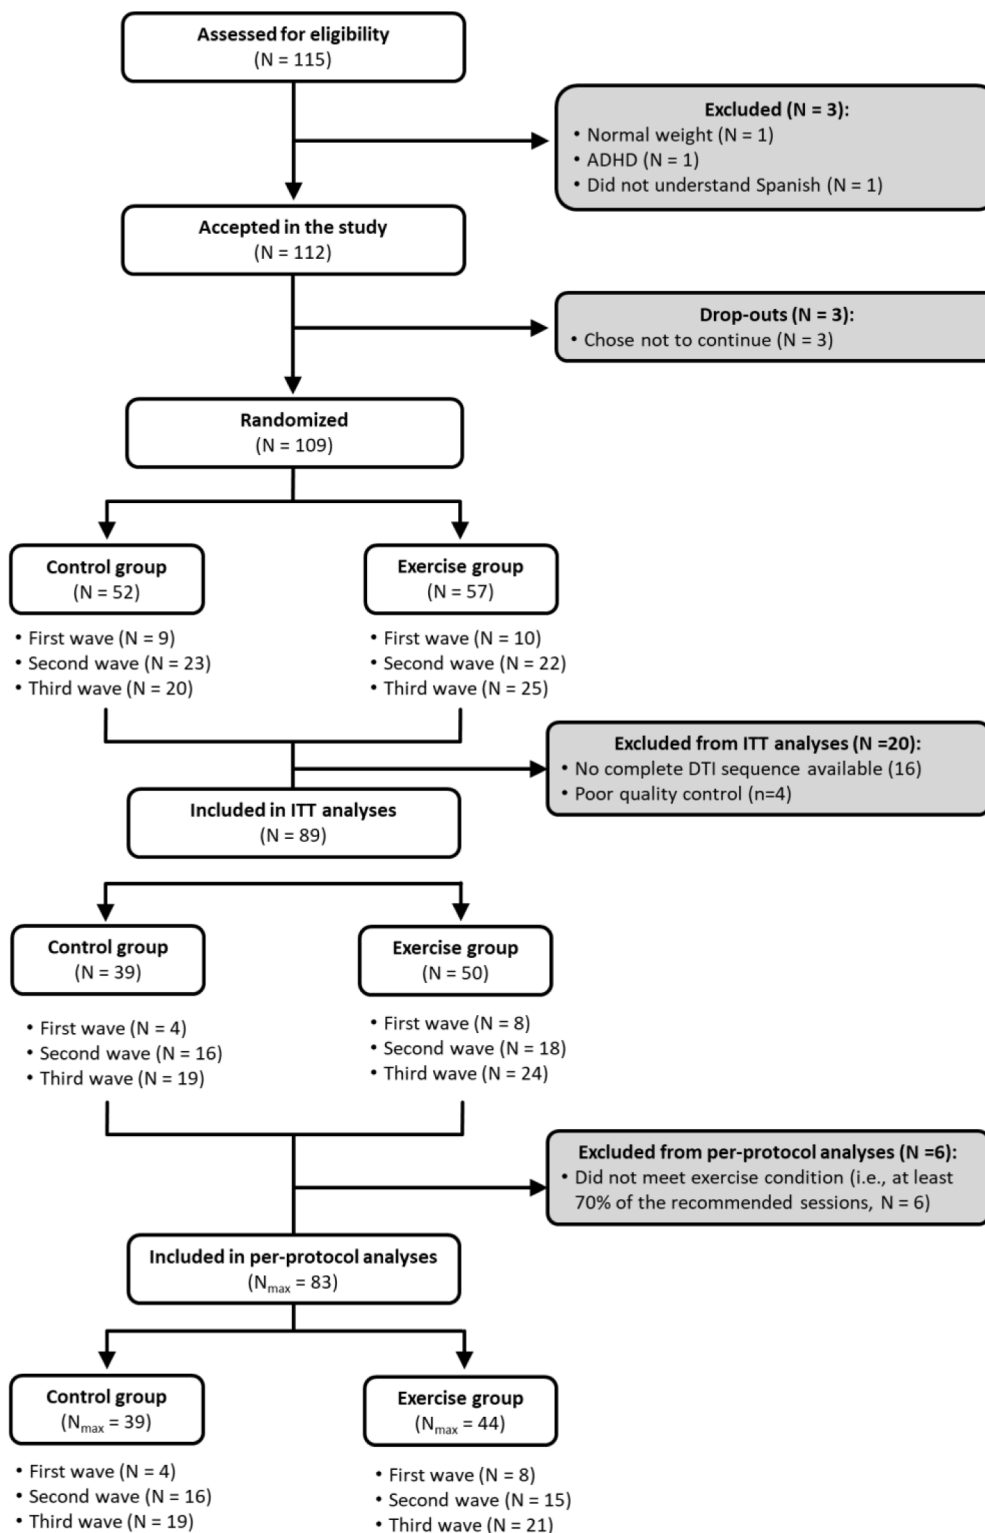 Assessed for eligibility
(N = 115)
Excluded (N = 3):
• Normal weight (N = 1)
• ADHD (N = 1)
• Did not understand Spanish (N = 1)
Accepted in the study
(N = 112)
Drop-outs (N = 3):
• Chose not to continue (N = 3)
Randomized
(N = 109)
Control group
(N = 52)
• First wave (N = 9)
• Second wave (N = 23)
• Third wave (N = 20)
Exercise group
(N = 57)
• First wave (N = 10)
• Second wave (N = 22)
• Third wave (N = 25)
Excluded from ITT analyses (N =20):
• No complete DTI sequence available (16)
• Poor quality control (n=4)
Included in ITT analyses
(N = 89)
Control group
(N = 39)
• First wave (N = 4)
• Second wave (N = 16)
• Third wave (N = 19)
Exercise group
(N = 50)
• First wave (N = 8)
• Second wave (N = 18)
• Third wave (N = 24)
Excluded from per-protocol analyses (N =6):
• Did not meet exercise condition (i.e., at least
70% of the recommended sessions, N = 6)
Included in per-protocol analyses
(Nmax = 83)
Control group
(Nmax = 39)
• First wave (N = 4)
• Second wave (N = 16)
• Third wave (N = 19)
Exercise group
(Nmax = 44)
• First wave (N = 8)
• Second wave (N = 15)
• Third wave (N = 21)